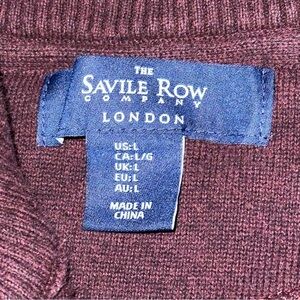 THE
SAVILE ROW
COMPANY
LONDON
US:L
CA:L/G
UK:L
EU:L
AU:L
MADE IN
CHINA